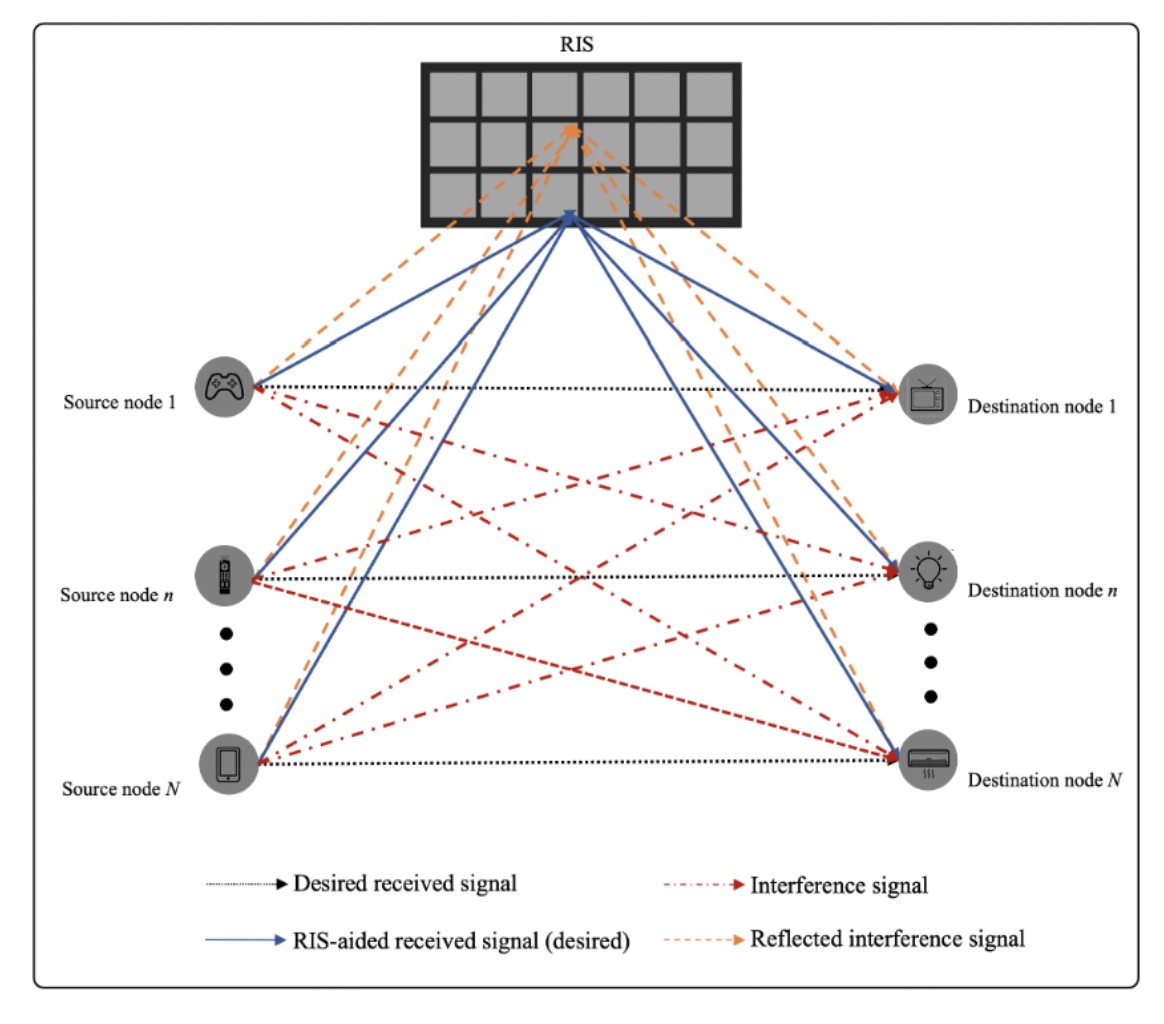 RIS
Source node 1
Destination node 1
Source node n
Destination node n
Source node N
Destination node N
Desired received signal
Interference signal
RIS-aided received signal (desired)
Reflected interference signal